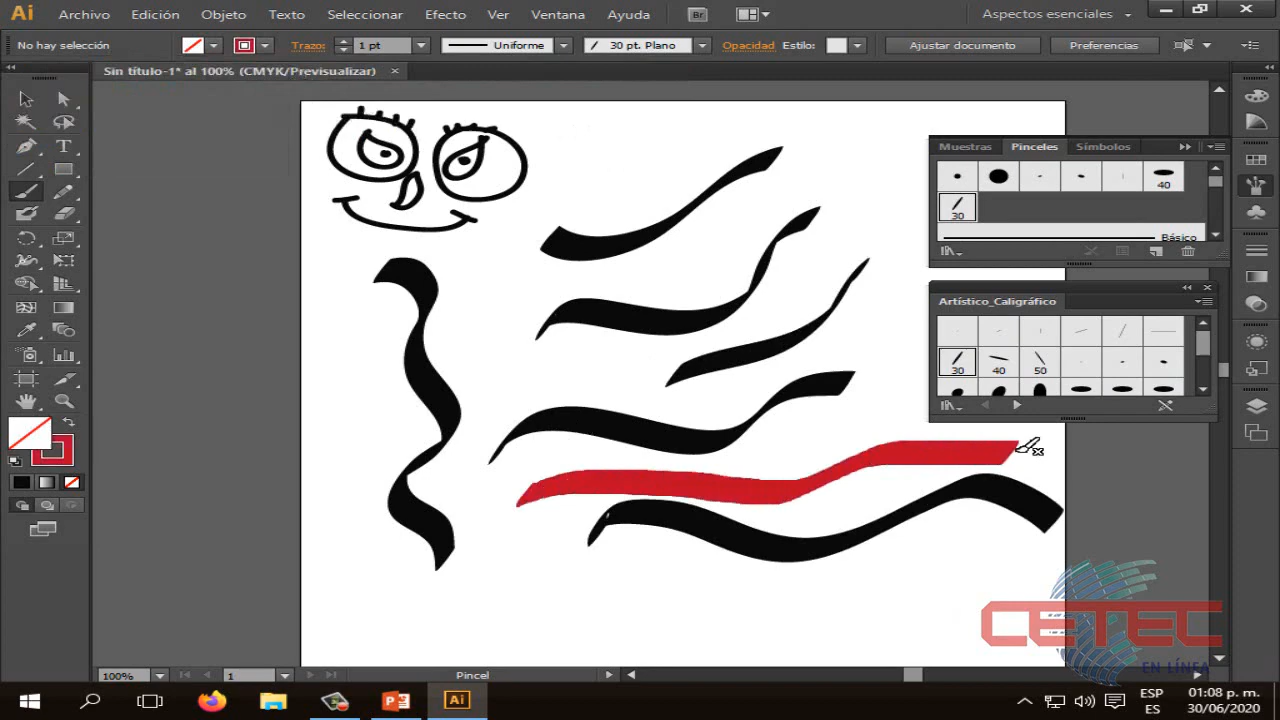 Ai Archivo Edición Objeto Texto Seleccionar Efecto Ver Ventana Ayuda Br Aspectos esenciales
No hay selección Trazo: 1 pt Uniforme 30 pt. Plano Opacidad Estilo: Ajustar documento Preferencias
Sin título-1* al 100% (CMYK/Previsualizar)
Muestras Pinceles Símbolos
40
30
Básico
Artístico_Caligráfico
30 40 50
CETEC
EN LÍNEA
100% 1 Pincel
Ai
ESP
ES
01:08 p. m.
30/06/2020